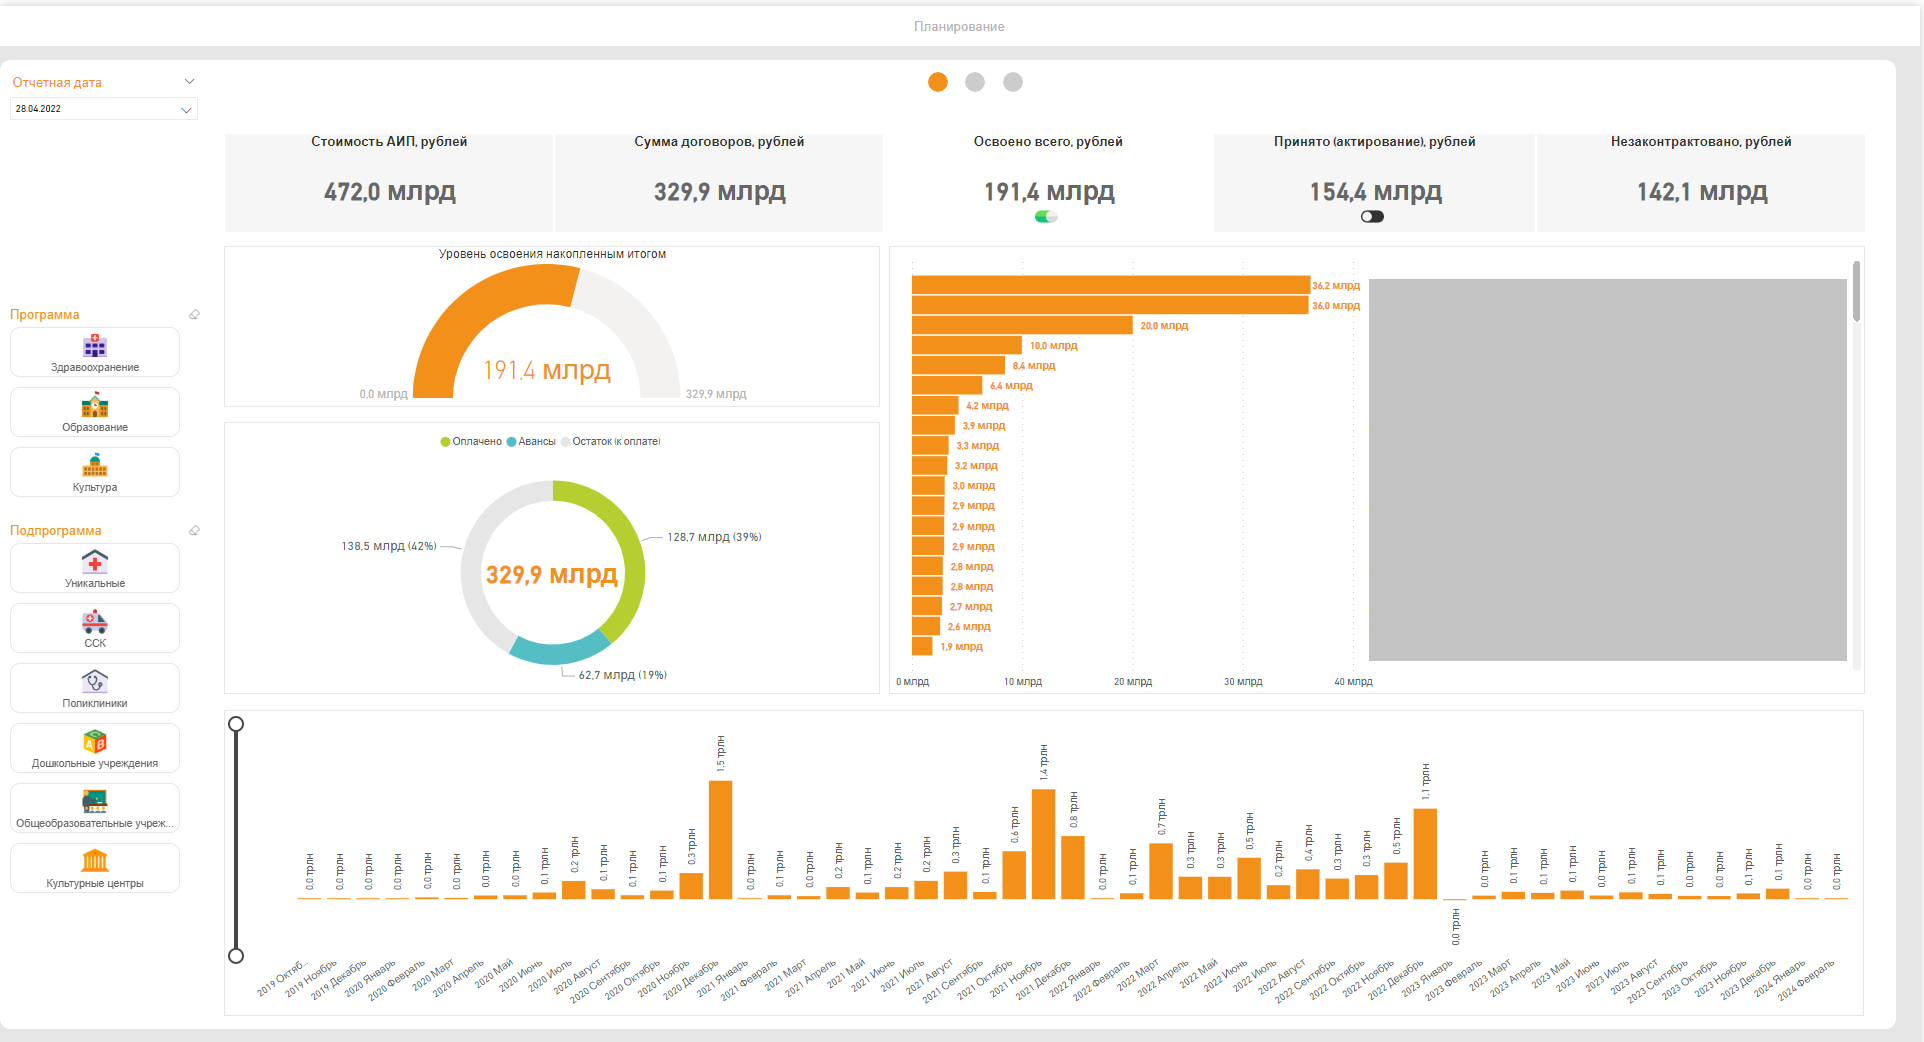 Планирование
Отчетная дата
28.04.2022
Стоимость АИП, рублей
472,0 млрд
Сумма договоров, рублей
329,9 млрд
Освоено всего, рублей
191,4 млрд
Принято (актирование), рублей
154,4 млрд
Незаконтрактовано, рублей
142,1 млрд
Программа
Здравоохранение
Образование
Культура
Подпрограмма
Уникальные
ССК
Поликлиники
Дошкольные учреждения
Общеобразовательные учреж...
Культурные центры
Уровень освоения накопленным итогом
191,4 млрд
0,0 млрд
329,9 млрд
Оплачено Авансы Остаток (к оплате)
138,5 млрд (42%)
128,7 млрд (39%)
329,9 млрд
62,7 млрд (19%)
36,2 млрд
36,0 млрд
20,0 млрд
10,0 млрд
8,4 млрд
6,4 млрд
4,2 млрд
3,9 млрд
3,3 млрд
3,2 млрд
3,0 млрд
2,9 млрд
2,9 млрд
2,9 млрд
2,8 млрд
2,8 млрд
2,7 млрд
2,6 млрд
1,9 млрд
0 млрд 10 млрд 20 млрд 30 млрд 40 млрд
0,0 трлн
0,0 трлн
0,0 трлн
0,0 трлн
0,0 трлн
0,0 трлн
0,0 трлн
0,0 трлн
0,1 трлн
0,2 трлн
0,1 трлн
0,1 трлн
0,1 трлн
0,3 трлн
1,5 трлн
0,0 трлн
0,1 трлн
0,0 трлн
0,2 трлн
0,1 трлн
0,2 трлн
0,2 трлн
0,3 трлн
0,1 трлн
0,6 трлн
1,4 трлн
0,8 трлн
0,0 трлн
0,1 трлн
0,7 трлн
0,3 трлн
0,3 трлн
0,5 трлн
0,2 трлн
0,4 трлн
0,3 трлн
0,3 трлн
0,5 трлн
1,1 трлн
0,0 трлн
0,0 трлн
0,1 трлн
0,1 трлн
0,1 трлн
0,0 трлн
0,1 трлн
0,1 трлн
0,0 трлн
0,0 трлн
0,1 трлн
0,1 трлн
0,0 трлн
0,0 трлн
2019 Октяб...
2019 Ноябрь
2019 Декабрь
2020 Январь
2020 Февраль
2020 Март
2020 Апрель
2020 Май
2020 Июнь
2020 Июль
2020 Август
2020 Сентябрь
2020 Октябрь
2020 Ноябрь
2020 Декабрь
2021 Январь
2021 Февраль
2021 Март
2021 Апрель
2021 Май
2021 Июнь
2021 Июль
2021 Август
2021 Сентябрь
2021 Октябрь
2021 Ноябрь
2021 Декабрь
2022 Январь
2022 Февраль
2022 Март
2022 Апрель
2022 Май
2022 Июнь
2022 Июль
2022 Август
2022 Сентябрь
2022 Октябрь
2022 Ноябрь
2022 Декабрь
2023 Январь
2023 Февраль
2023 Март
2023 Апрель
2023 Май
2023 Июнь
2023 Июль
2023 Август
2023 Сентябрь
2023 Октябрь
2023 Ноябрь
2023 Декабрь
2024 Январь
2024 Февраль